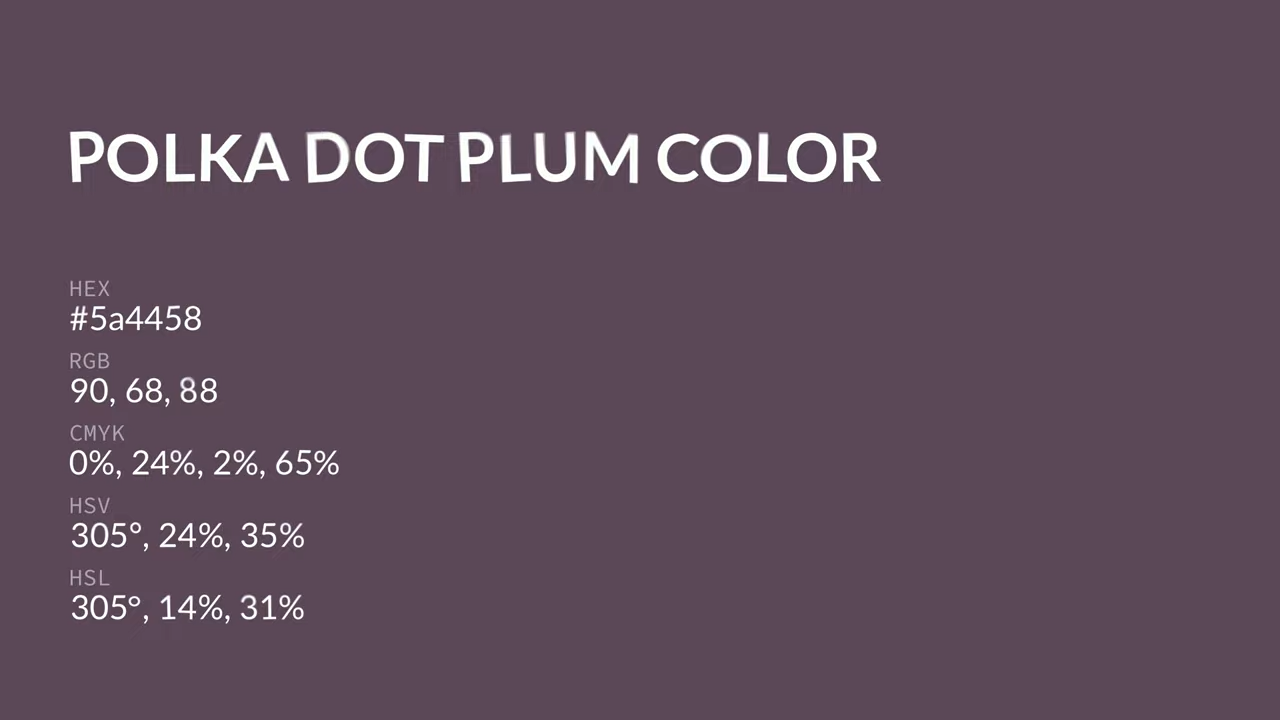 POLKA DOT PLUM COLOR
HEX
#5a4458
RGB
90, 68, 88
CMYK
0%, 24%, 2%, 65%
HSV
305°, 24%, 35%
HSL
305°, 14%, 31%